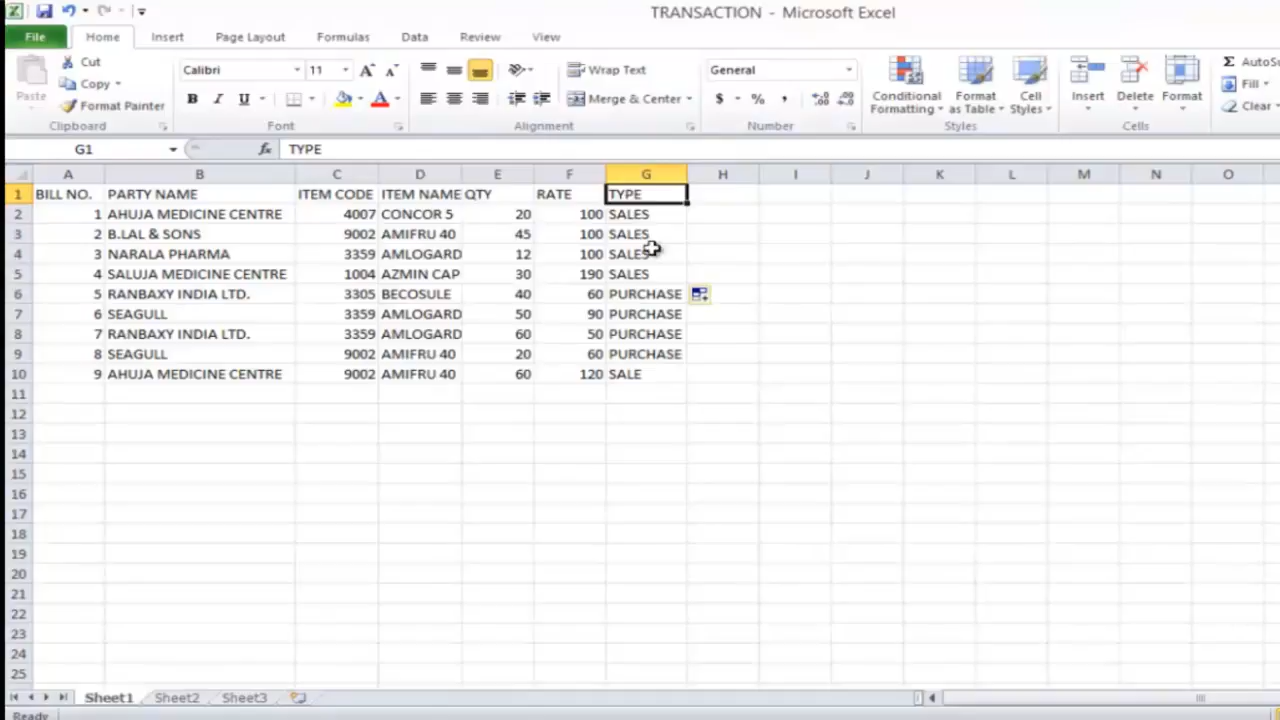 TRANSACTION - Microsoft Excel
File Home Insert Page Layout Formulas Data Review View
Paste Cut Copy Format Painter Clipboard
Calibri 11 B I U Font
Wrap Text Merge & Center Alignment
General $ % , Number
Conditional Formatting Format as Table Cell Styles Styles
Insert Delete Format Cells
Σ AutoSu Fill Clear
G1 fx TYPE
A B C D E F G H I J K L M N O
1 BILL NO. PARTY NAME ITEM CODE ITEM NAME QTY RATE TYPE
2 1 AHUJA MEDICINE CENTRE 4007 CONCOR 5 20 100 SALES
3 2 B.LAL & SONS 9002 AMIFRU 40 45 100 SALES
4 3 NARALA PHARMA 3359 AMLOGARD 12 100 SALES
5 4 SALUJA MEDICINE CENTRE 1004 AZMIN CAP 30 190 SALES
6 5 RANBAXY INDIA LTD. 3305 BECOSULE 40 60 PURCHASE
7 6 SEAGULL 3359 AMLOGARD 50 90 PURCHASE
8 7 RANBAXY INDIA LTD. 3359 AMLOGARD 60 50 PURCHASE
9 8 SEAGULL 9002 AMIFRU 40 20 60 PURCHASE
10 9 AHUJA MEDICINE CENTRE 9002 AMIFRU 40 60 120 SALE
11
12
13
14
15
16
17
18
19
20
21
22
23
24
25
Sheet1 Sheet2 Sheet3
Ready